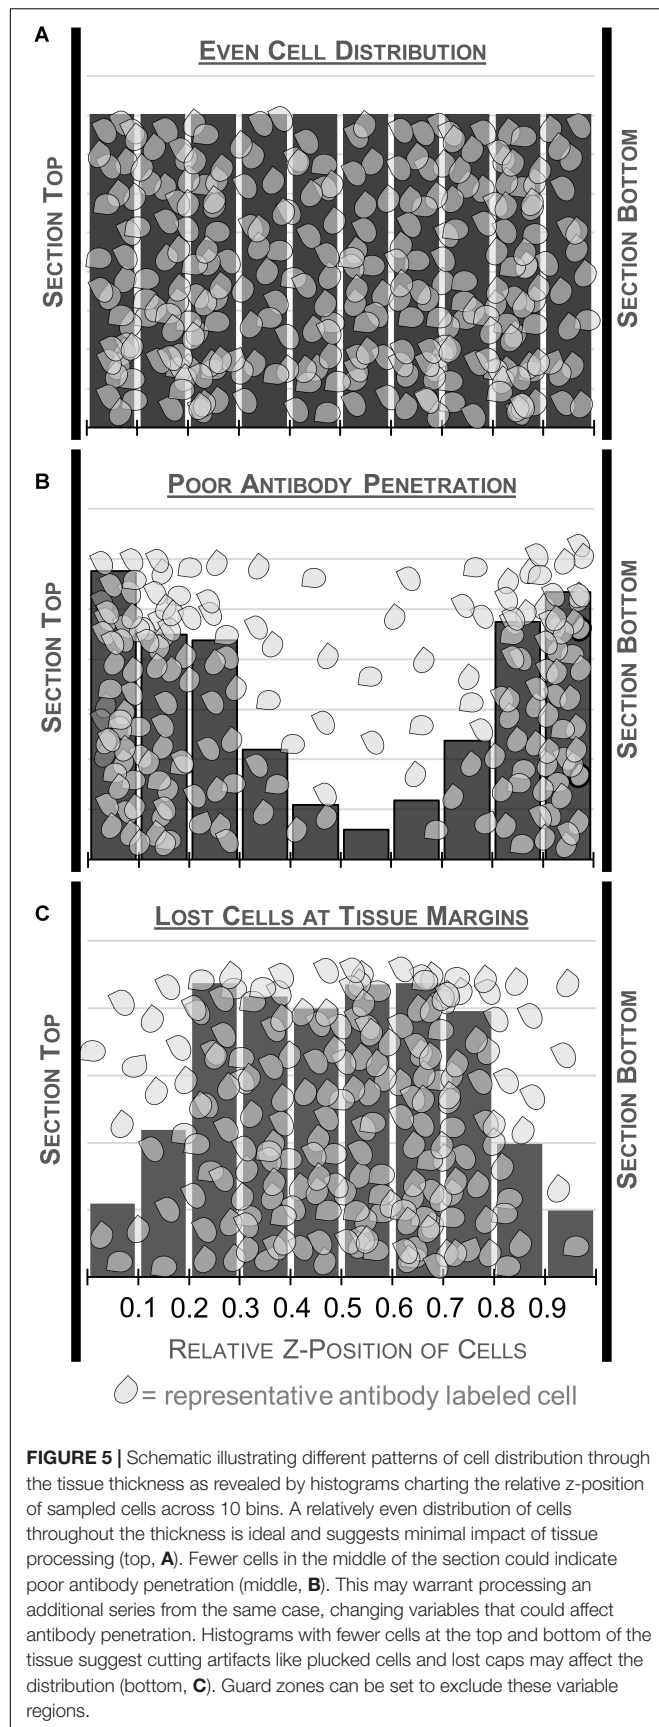 A
EVEN CELL DISTRIBUTION
SECTION TOP
SECTION BOTTOM
B
POOR ANTIBODY PENETRATION
SECTION TOP
SECTION BOTTOM
C
LOST CELLS AT TISSUE MARGINS
SECTION TOP
SECTION BOTTOM
0.1 0.2 0.3 0.4 0.5 0.6 0.7 0.8 0.9
RELATIVE Z-POSITION OF CELLS
= representative antibody labeled cell
FIGURE 5 | Schematic illustrating different patterns of cell distribution through
the tissue thickness as revealed by histograms charting the relative z-position
of sampled cells across 10 bins. A relatively even distribution of cells
throughout the thickness is ideal and suggests minimal impact of tissue
processing (top, A). Fewer cells in the middle of the section could indicate
poor antibody penetration (middle, B). This may warrant processing an
additional series from the same case, changing variables that could affect
antibody penetration. Histograms with fewer cells at the top and bottom of the
tissue suggest cutting artifacts like plucked cells and lost caps may affect the
distribution (bottom, C). Guard zones can be set to exclude these variable
regions.